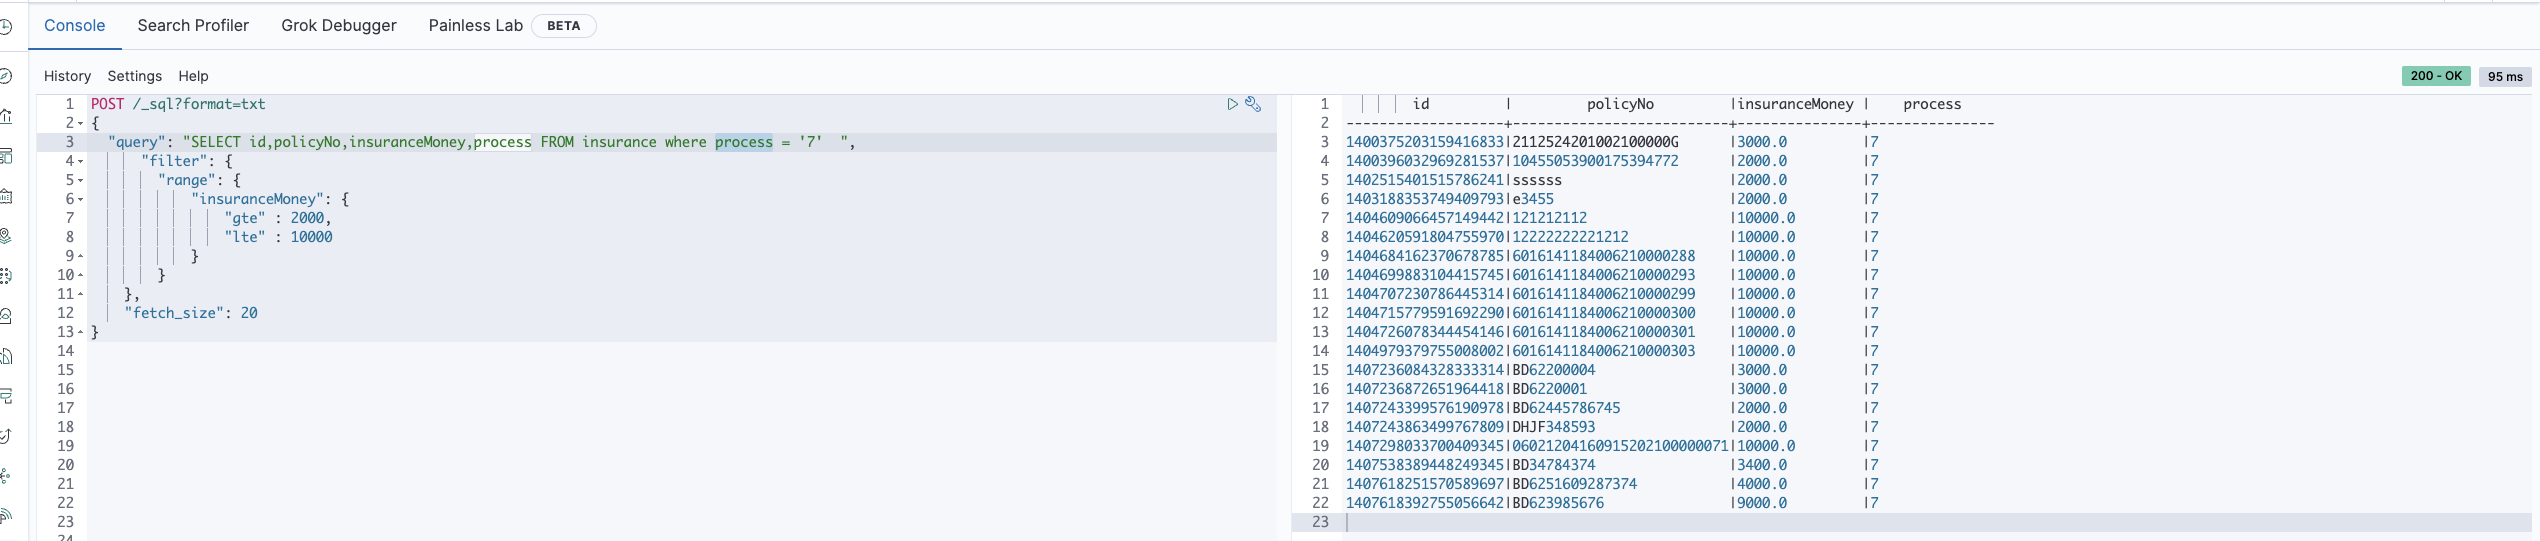 Console Search Profiler Grok Debugger Painless Lab BETA
History Settings Help
200 - OK 95 ms
1 POST /_sql?format=txt
2 {
3 "query": "SELECT id,policyNo,insuranceMoney,process FROM insurance where process = '7'  ",
4 "filter": {
5 "range": {
6 "insuranceMoney": {
7 "gte" : 2000,
8 "lte" : 10000
9 }
10 }
11 },
12 "fetch_size": 20
13 }
14
15
16
17
18
19
20
21
22
23
24
1 id | policyNo |insuranceMoney | process
2 -------------------+--------------------------+---------------+---------------
3 1400375203159416833|2112524201002100000G |3000.0 |7
4 1400396032969281537|10455053900175394772 |2000.0 |7
5 1402515401515786241|ssssss |2000.0 |7
6 1403188353749409793|e3455 |2000.0 |7
7 1404609066457149442|121212112 |10000.0 |7
8 1404620591804755970|12222222221212 |10000.0 |7
9 1404684162370678785|6016141184006210000288 |10000.0 |7
10 1404699883104415745|6016141184006210000293 |10000.0 |7
11 1404707230786445314|6016141184006210000299 |10000.0 |7
12 1404715779591692290|6016141184006210000300 |10000.0 |7
13 1404726078344454146|6016141184006210000301 |10000.0 |7
14 1404979379755008002|6016141184006210000303 |10000.0 |7
15 1407236084328333314|BD62200004 |3000.0 |7
16 1407236872651964418|BD6220001 |3000.0 |7
17 1407243399576190978|BD62445786745 |2000.0 |7
18 1407243863499767809|DHJF348593 |2000.0 |7
19 1407298033700409345|06021204160915202100000071|10000.0 |7
20 1407538389448249345|BD34784374 |3400.0 |7
21 1407618251570589697|BD6251609287374 |4000.0 |7
22 1407618392755056642|BD623985676 |9000.0 |7
23